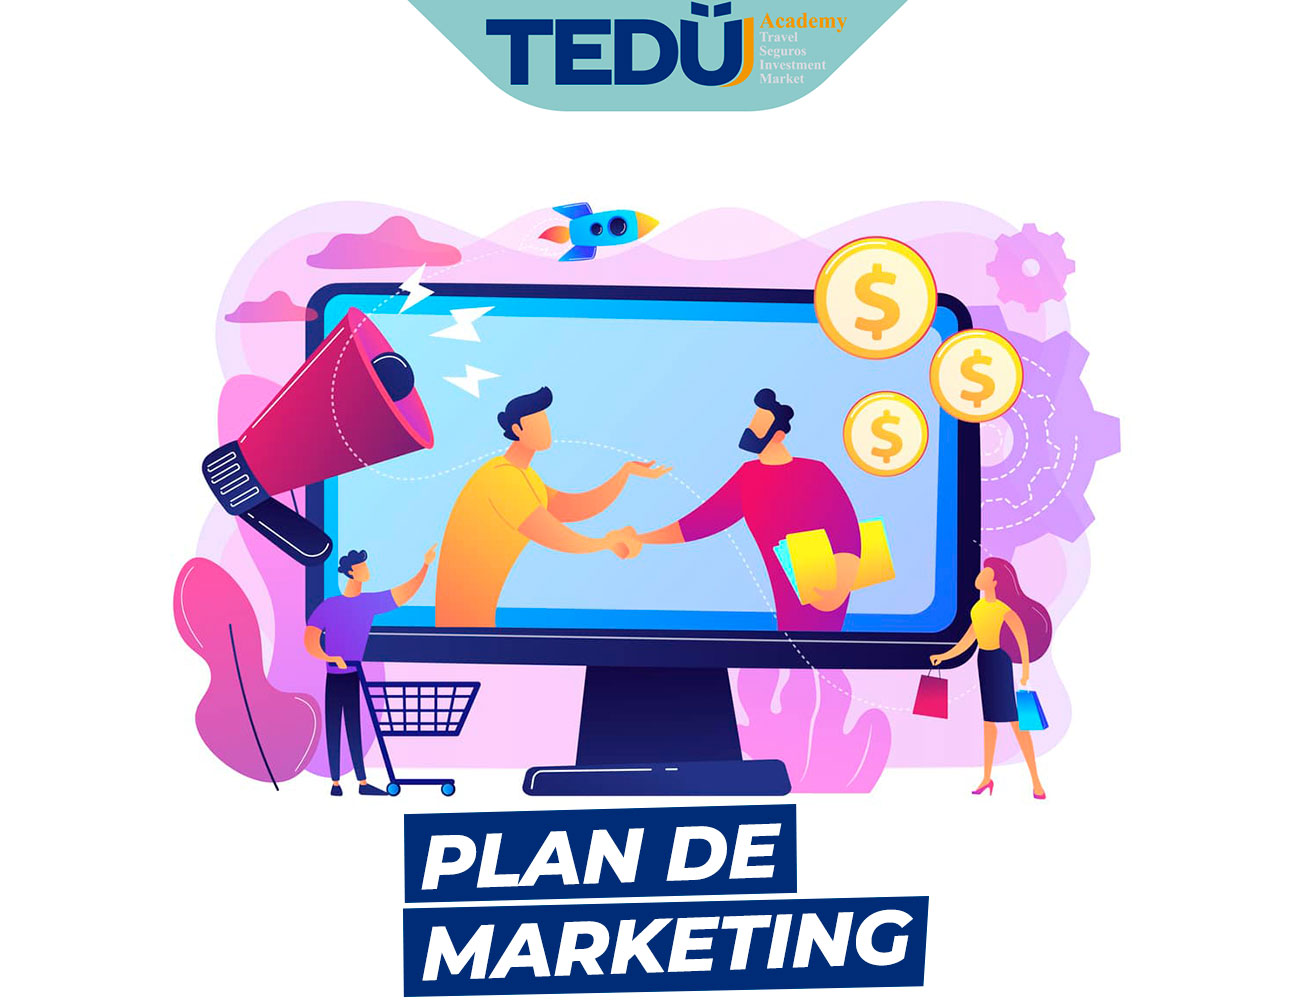 TEDÜ
Academy
Travel
Seguros
Investment
Market
$
$
$
PLAN DE
MARKETING